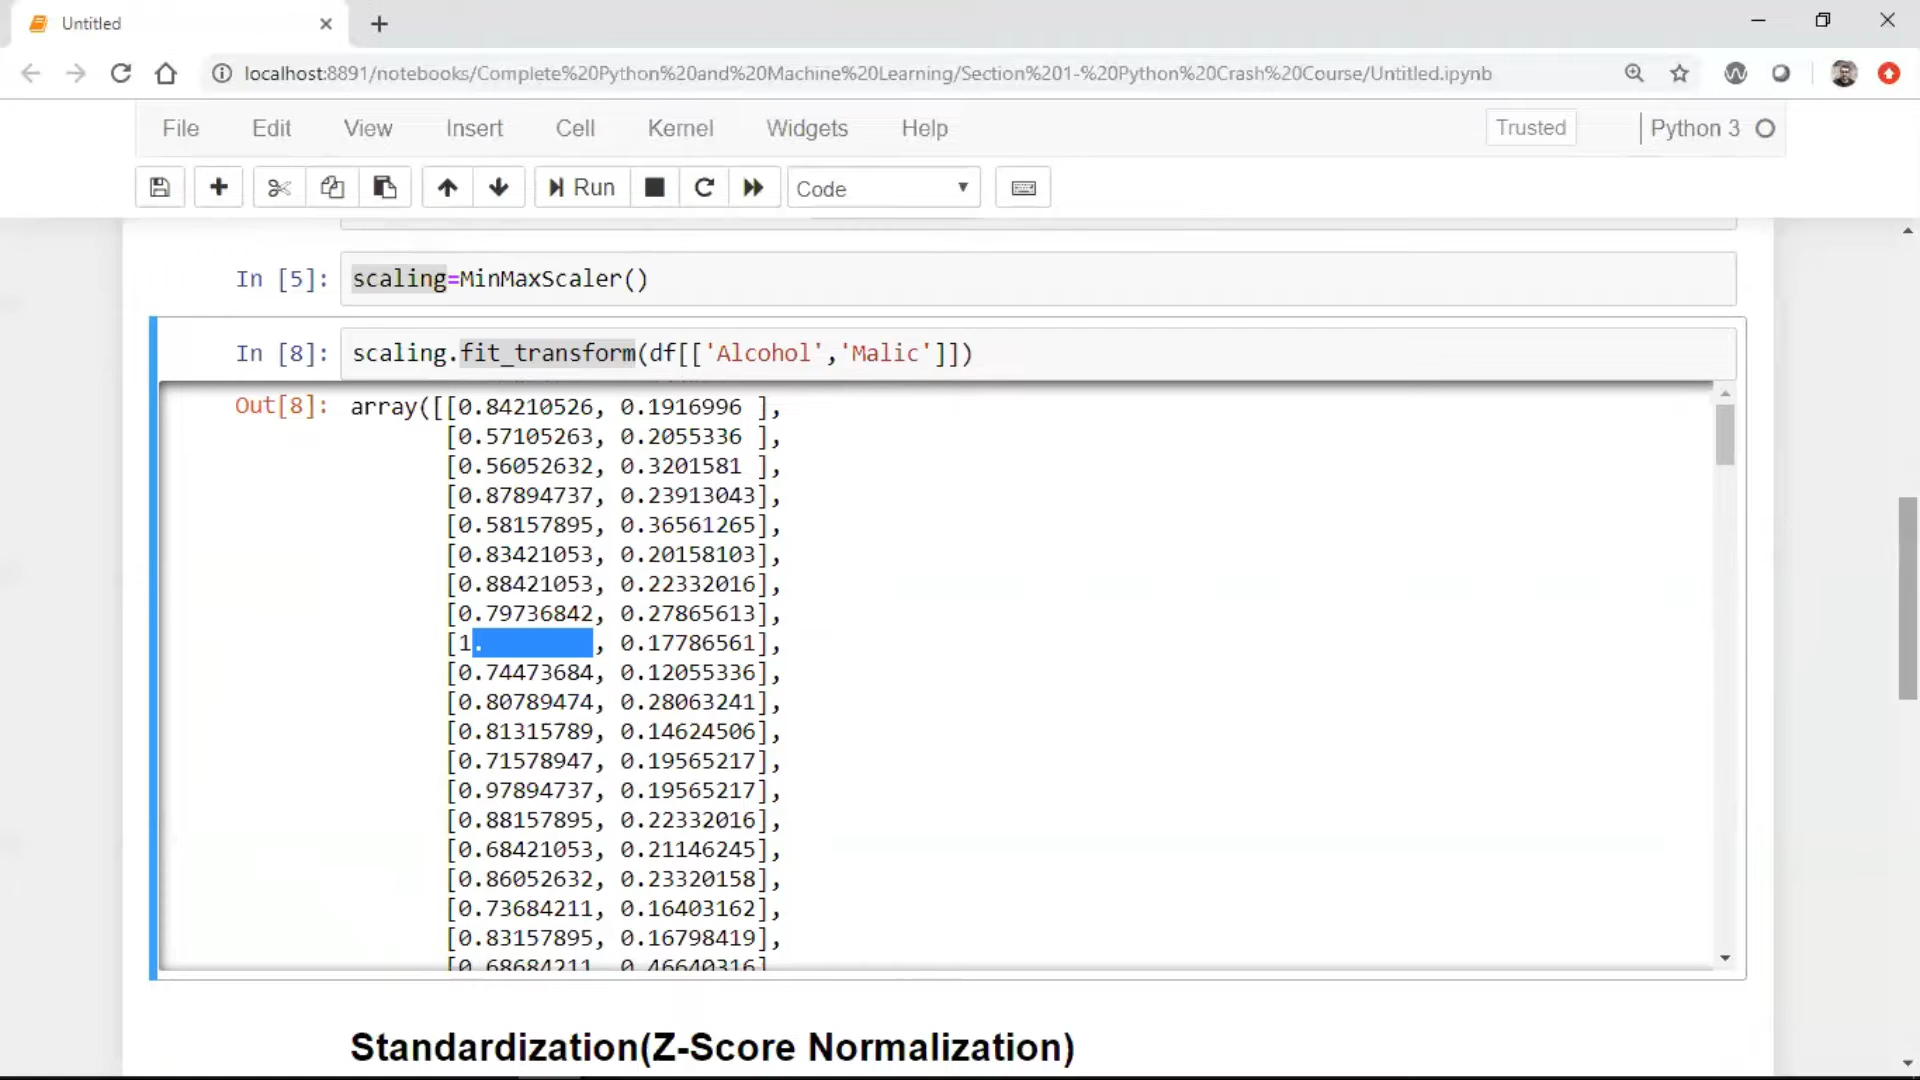 Untitled
localhost:8891/notebooks/Complete%20Python%20and%20Machine%20Learning/Section%201-%20Python%20Crash%20Course/Untitled.ipynb
File Edit View Insert Cell Kernel Widgets Help Trusted Python 3
Run Code
In [5]: scaling=MinMaxScaler()
In [8]: scaling.fit_transform(df[['Alcohol','Malic']])
Out[8]: array([[0.84210526, 0.1916996 ],
[0.57105263, 0.2055336 ],
[0.56052632, 0.3201581 ],
[0.87894737, 0.23913043],
[0.58157895, 0.36561265],
[0.83421053, 0.20158103],
[0.88421053, 0.22332016],
[0.79736842, 0.27865613],
[1.        , 0.17786561],
[0.74473684, 0.12055336],
[0.80789474, 0.28063241],
[0.81315789, 0.14624506],
[0.71578947, 0.19565217],
[0.97894737, 0.19565217],
[0.88157895, 0.22332016],
[0.68421053, 0.21146245],
[0.86052632, 0.23320158],
[0.73684211, 0.16403162],
[0.83157895, 0.16798419],
[0.68684211, 0.46640316],
Standardization(Z-Score Normalization)